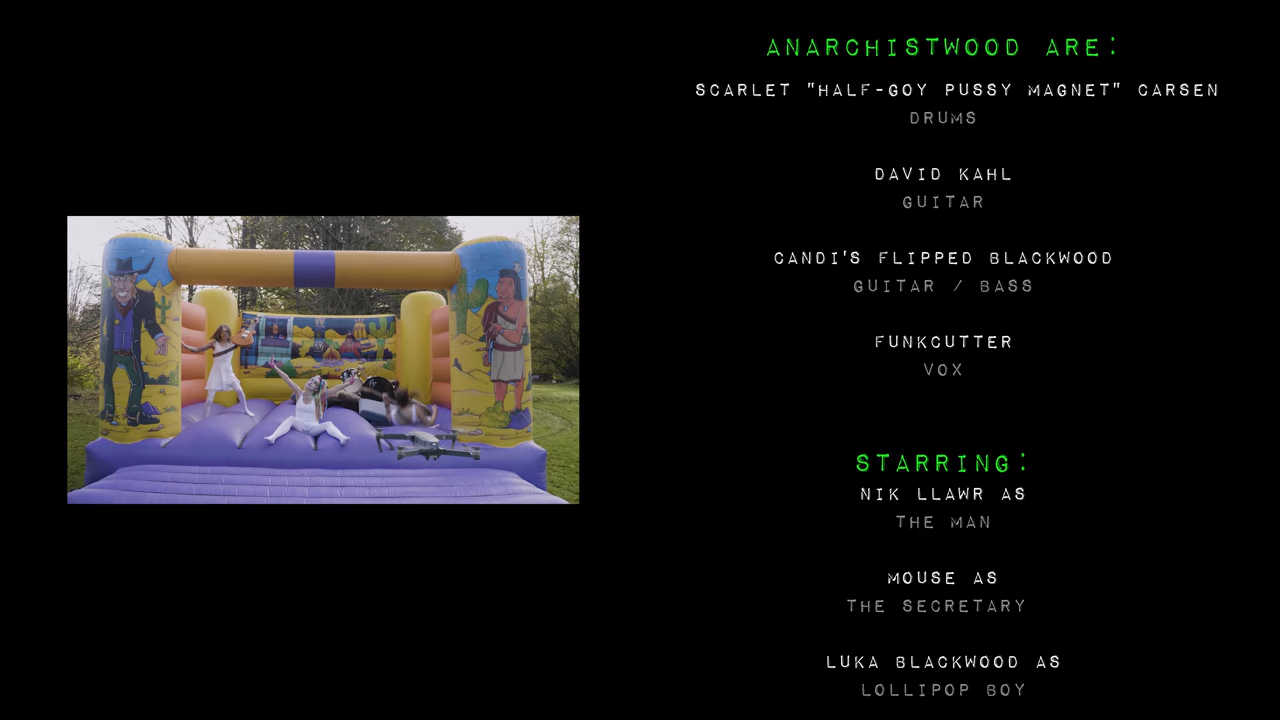 ANARCHISTWOOD ARE:
SCARLET "HALF-GOY PUSSY MAGNET" CARSEN
DRUMS
DAVID KAHL
GUITAR
CANDI'S FLIPPED BLACKWOOD
GUITAR / BASS
FUNKCUTTER
VOX
STARRING:
NIK LLAWR AS
THE MAN
MOUSE AS
THE SECRETARY
LUKA BLACKWOOD AS
LOLLIPOP BOY